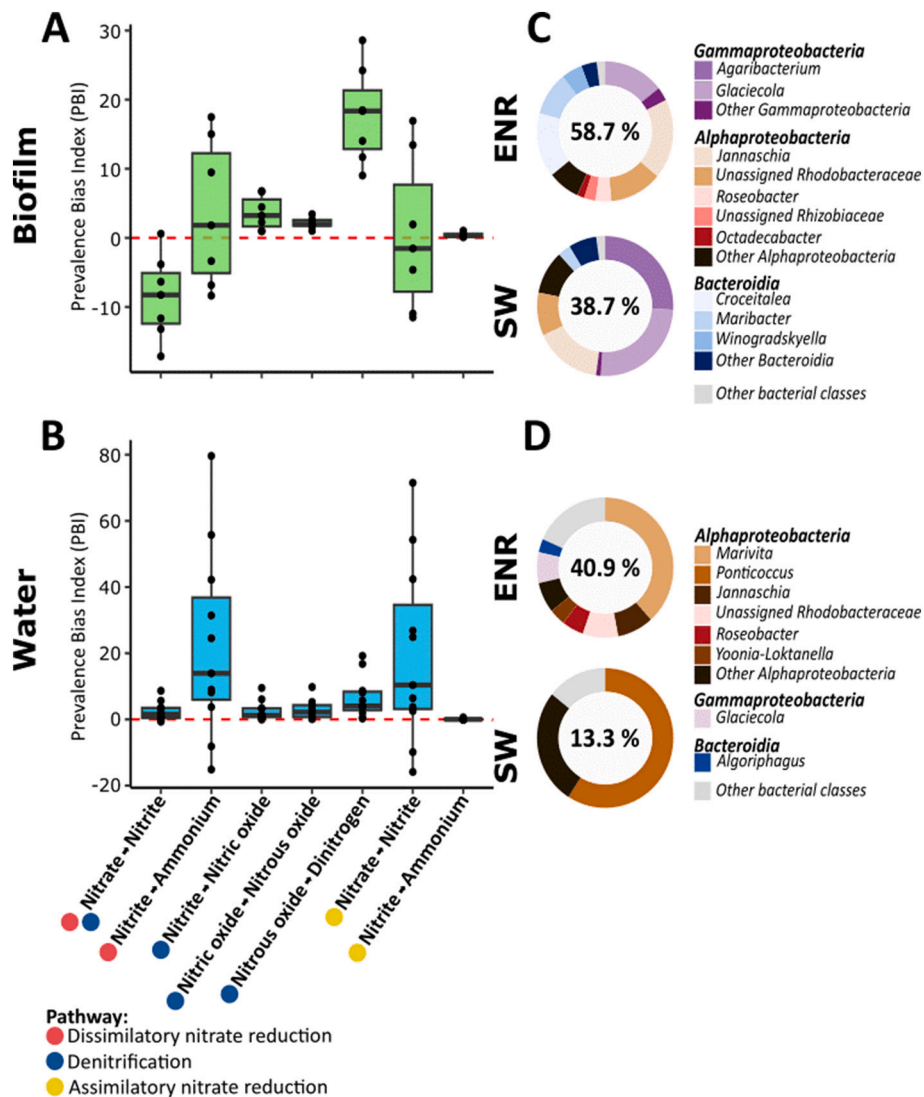 A
Biofilm
Prevalence Bias Index (PBI)
30
20
10
0
-10
C
ENR
58.7 %
SW
38.7 %
Gammaproteobacteria
Agaribacterium
Glaciecola
Other Gammaproteobacteria
Alphaproteobacteria
Jannaschia
Unassigned Rhodobacteraceae
Roseobacter
Unassigned Rhizobiaceae
Octadecabacter
Other Alphaproteobacteria
Bacteroidia
Croceitalea
Maribacter
Winogradskyella
Other Bacteroidia
Other bacterial classes
B
Water
Prevalence Bias Index (PBI)
80
60
40
20
0
-20
Nitrate→Nitrite
Nitrite→Ammonium
Nitrite→Nitric oxide
Nitric oxide→Nitrous oxide
Nitrous oxide→Dinitrogen
Nitrate→Nitrite
Nitrite→Ammonium
D
ENR
40.9 %
SW
13.3 %
Alphaproteobacteria
Marivita
Ponticoccus
Jannaschia
Unassigned Rhodobacteraceae
Roseobacter
Yoonia-Loktanella
Other Alphaproteobacteria
Gammaproteobacteria
Glaciecola
Bacteroidia
Algoriphagus
Other bacterial classes
Pathway:
Dissimilatory nitrate reduction
Denitrification
Assimilatory nitrate reduction